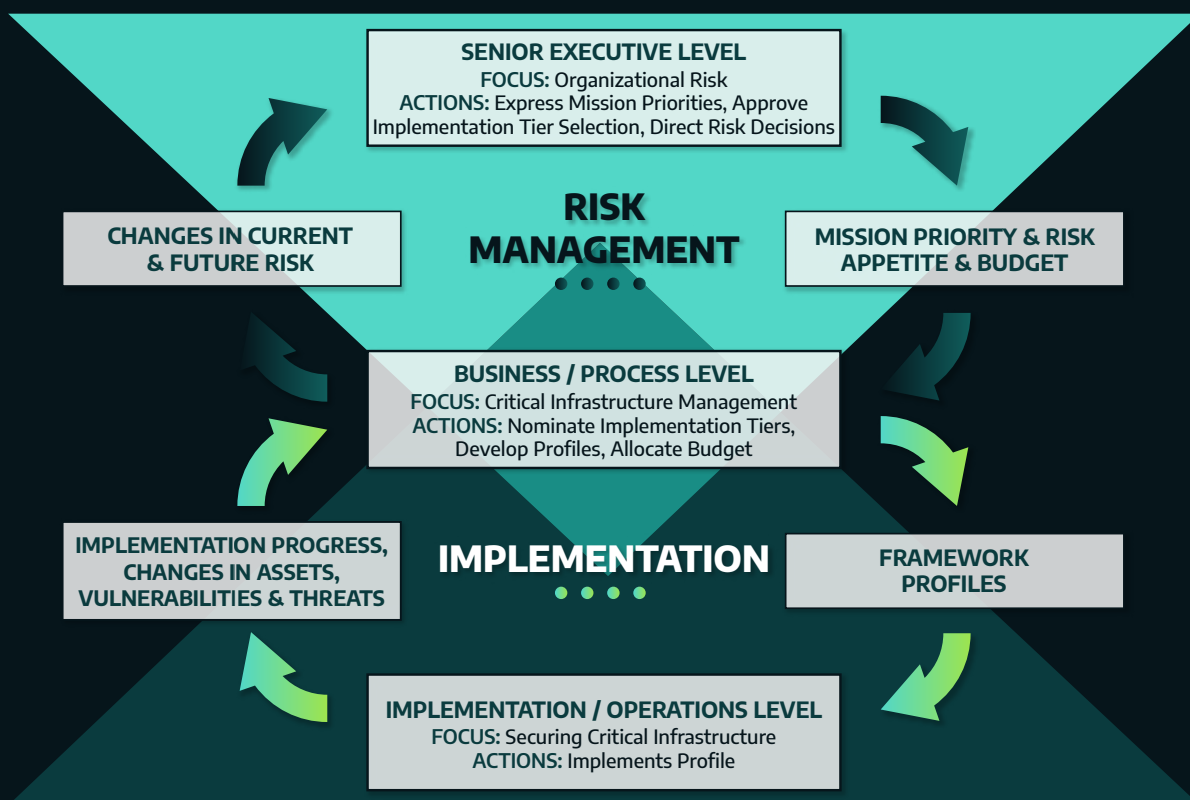 SENIOR EXECUTIVE LEVEL
FOCUS: Organizational Risk
ACTIONS: Express Mission Priorities, Approve
Implementation Tier Selection, Direct Risk Decisions
RISK
MANAGEMENT
CHANGES IN CURRENT
& FUTURE RISK
MISSION PRIORITY & RISK
APPETITE & BUDGET
BUSINESS / PROCESS LEVEL
FOCUS: Critical Infrastructure Management
ACTIONS: Nominate Implementation Tiers,
Develop Profiles, Allocate Budget
IMPLEMENTATION PROGRESS,
CHANGES IN ASSETS,
VULNERABILITIES & THREATS
IMPLEMENTATION
FRAMEWORK
PROFILES
IMPLEMENTATION / OPERATIONS LEVEL
FOCUS: Securing Critical Infrastructure
ACTIONS: Implements Profile